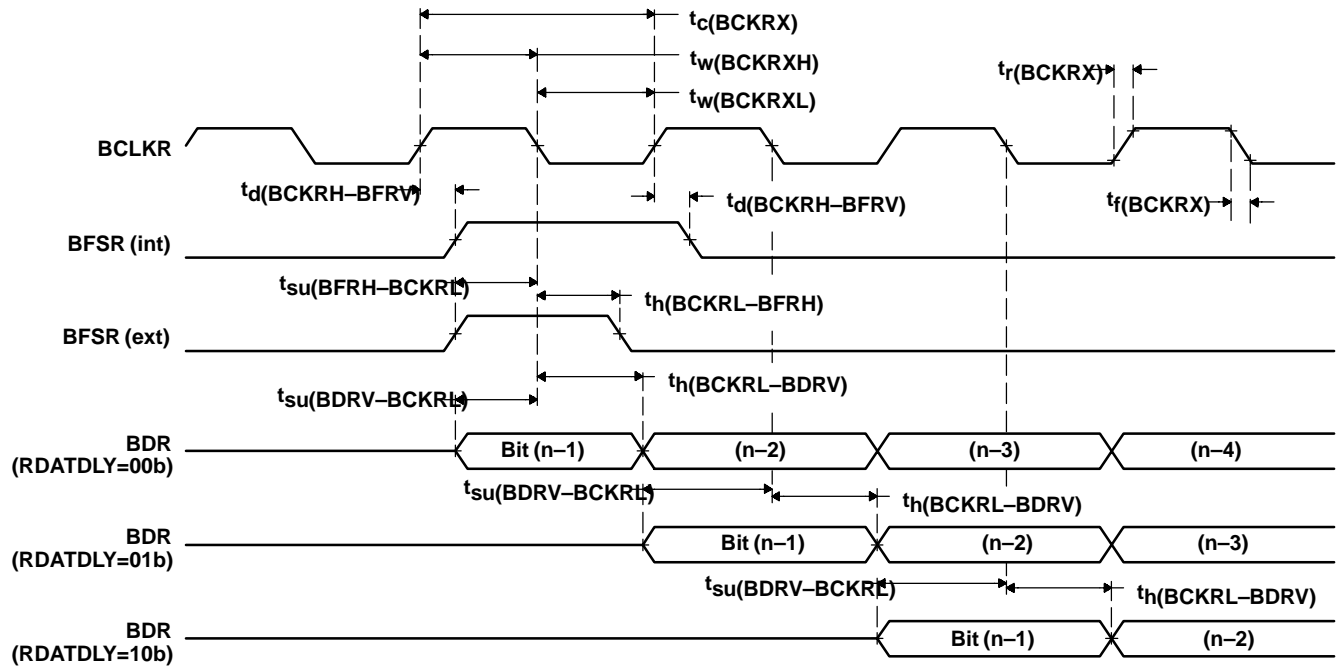 tc(BCKRX)
tw(BCKRXH)
tr(BCKRX)
tw(BCKRXL)
BCLKR
td(BCKRH–BFRV)
td(BCKRH–BFRV)
tf(BCKRX)
BFSR (int)
tsu(BFRH–BCKRL)
th(BCKRL–BFRH)
BFSR (ext)
th(BCKRL–BDRV)
tsu(BDRV–BCKRL)
BDR
(RDATDLY=00b)
Bit (n–1)
(n–2)
(n–3)
(n–4)
tsu(BDRV–BCKRL)
th(BCKRL–BDRV)
BDR
(RDATDLY=01b)
Bit (n–1)
(n–2)
(n–3)
tsu(BDRV–BCKRL)
th(BCKRL–BDRV)
BDR
(RDATDLY=10b)
Bit (n–1)
(n–2)